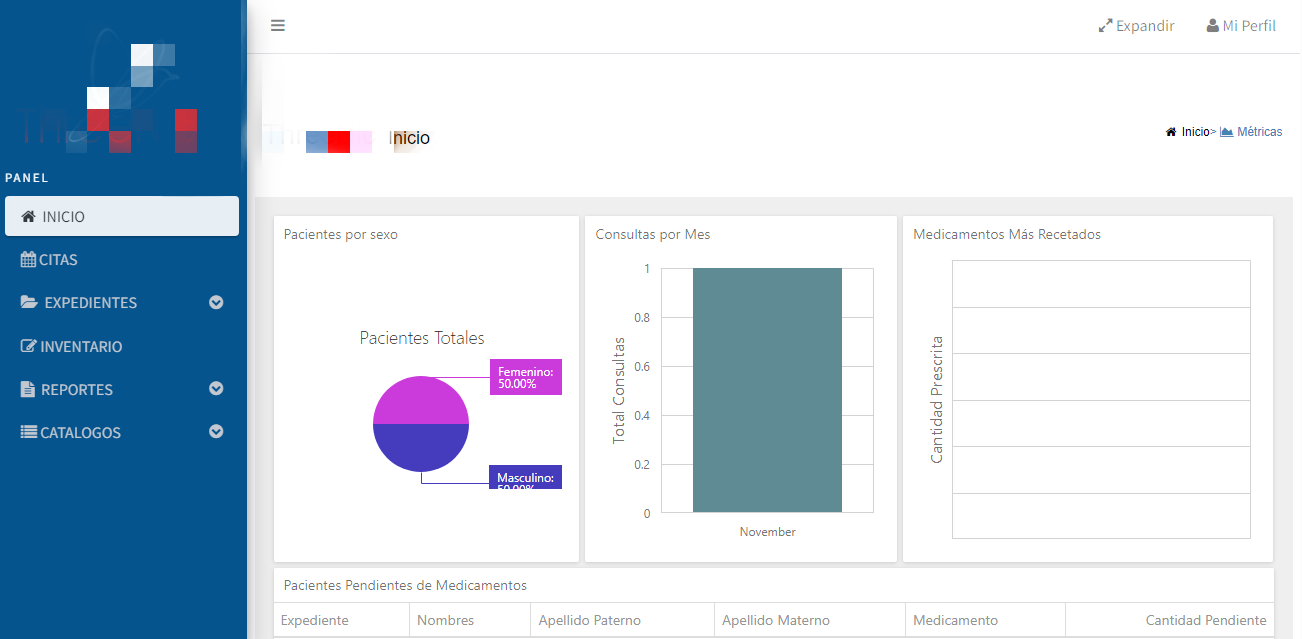 Expandir
Mi Perfil
Inicio
Inicio> Métricas
PANEL
INICIO
CITAS
EXPEDIENTES
INVENTARIO
REPORTES
CATALOGOS
Pacientes por sexo
Pacientes Totales
Femenino:
50.00%
Masculino:
50.00%
Consultas por Mes
Total Consultas
1
0.8
0.6
0.4
0.2
0
November
Medicamentos Más Recetados
Cantidad Prescrita
Pacientes Pendientes de Medicamentos
Expediente Nombres Apellido Paterno Apellido Materno Medicamento Cantidad Pendiente